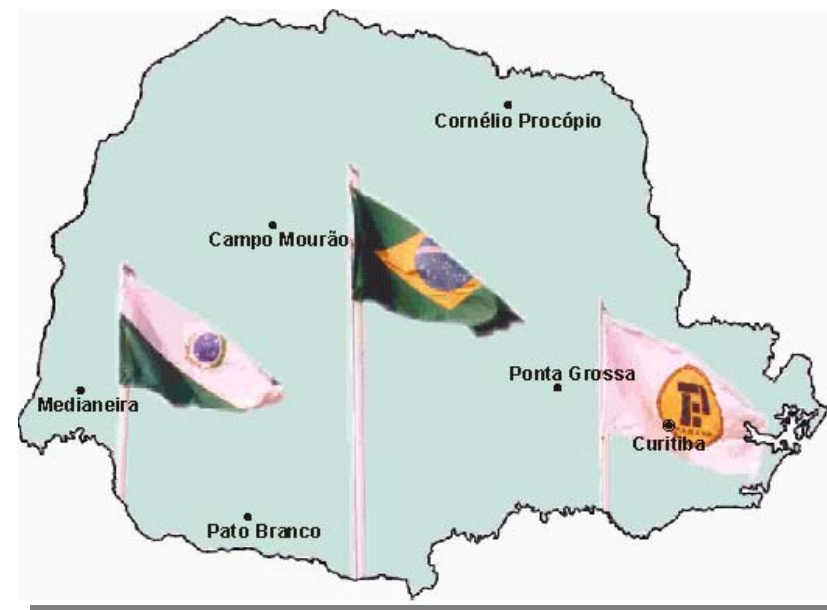 Cornélio Procópio
Campo Mourão
Ponta Grossa
Medianeira
Curitiba
Pato Branco